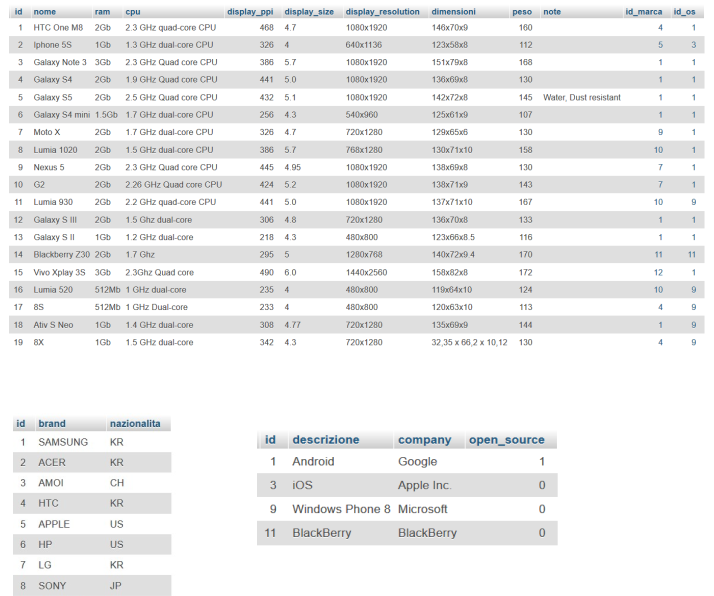 id nome ram cpu display_ppi display_size display_resolution dimensioni peso note id_marca id_os
1 HTC One M8 2Gb 2.3 GHz quad-core CPU 468 4.7 1080x1920 146x70x9 160 4 1
2 Iphone 5S 1Gb 1.3 GHz dual-core CPU 326 4 640x1136 123x58x8 112 5 3
3 Galaxy Note 3 3Gb 2.3 GHz Quad-core CPU 386 5.7 1080x1920 151x79x8 168 1 1
4 Galaxy S4 2Gb 1.9 GHz Quad-core CPU 441 5.0 1080x1920 136x69x8 130 1 1
5 Galaxy S5 2Gb 2.5 GHz Quad-core CPU 432 5.1 1080x1920 142x72x8 145 Water, Dust resistant 1 1
6 Galaxy S4 mini 1.5Gb 1.7 GHz dual-core CPU 256 4.3 540x960 125x61x9 107 1 1
7 Moto X 2Gb 1.7 GHz dual-core CPU 326 4.7 720x1280 129x65x6 130 9 1
8 Lumia 1020 2Gb 1.5 GHz dual-core CPU 386 5.7 768x1280 130x71x10 158 10 1
9 Nexus 5 2Gb 2.3 GHz Quad-core CPU 445 4.95 1080x1920 138x69x8 130 7 1
10 G2 2Gb 2.26 GHz Quad core CPU 424 5.2 1080x1920 138x71x9 143 7 1
11 Lumia 930 2Gb 2.2 GHz quad-core CPU 441 5.0 1080x1920 137x71x10 167 10 9
12 Galaxy S III 2Gb 1.5 Ghz dual-core 306 4.8 720x1280 136x70x8 133 1 1
13 Galaxy S II 1Gb 1.2 GHz dual-core 218 4.3 480x800 123x66x8.5 116 1 1
14 Blackberry Z30 2Gb 1.7 Ghz 295 5 1280x768 140x72x9.4 170 11 11
15 Vivo Xplay 3S 3Gb 2.3Ghz Quad core 490 6.0 1440x2560 158x82x8 172 12 1
16 Lumia 520 512Mb 1 GHz dual-core 235 4 480x800 119x64x10 124 10 9
17 8S 512Mb 1 GHz Dual-core 233 4 480x800 120x63x10 113 4 9
18 Ativ S Neo 1Gb 1.4 GHz dual-core 308 4.77 720x1280 135x69x9 144 1 9
19 8X 1Gb 1.5 GHz dual-core 342 4.3 720x1280 32,35 x 66,2 x 10,12 130 4 9
id brand nazionalita
1 SAMSUNG KR
2 ACER KR
3 AMOI CH
4 HTC KR
5 APPLE US
6 HP US
7 LG KR
8 SONY JP
id descrizione company open_source
1 Android Google 1
3 iOS Apple Inc. 0
9 Windows Phone 8 Microsoft 0
11 BlackBerry BlackBerry 0